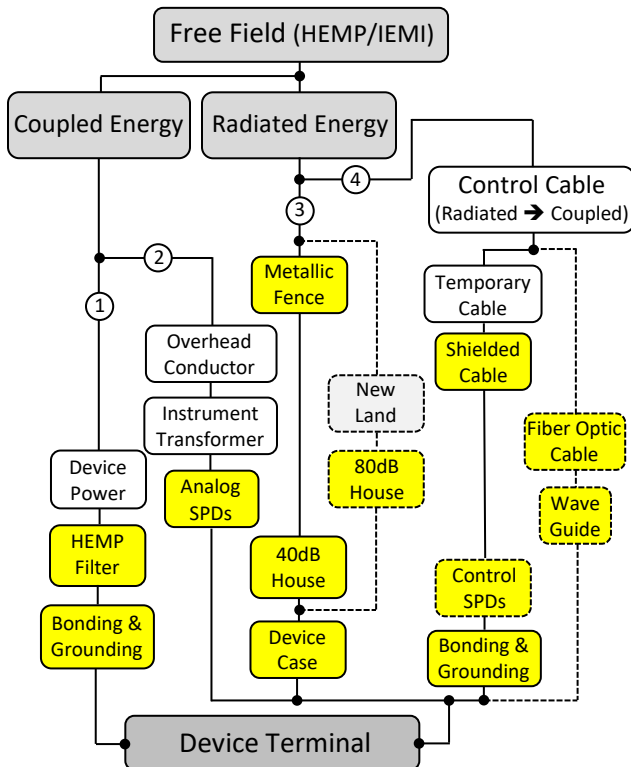 Free Field (HEMP/IEMI)
Coupled Energy
Radiated Energy
4
Control Cable
(Radiated ➔ Coupled)
3
2
1
Metallic
Fence
Temporary
Cable
Overhead
Conductor
Shielded
Cable
New
Land
Instrument
Transformer
Fiber Optic
Cable
Device
Power
Analog
SPDs
80dB
House
Wave
Guide
HEMP
Filter
40dB
House
Control
SPDs
Bonding &
Grounding
Device
Case
Bonding &
Grounding
Device Terminal